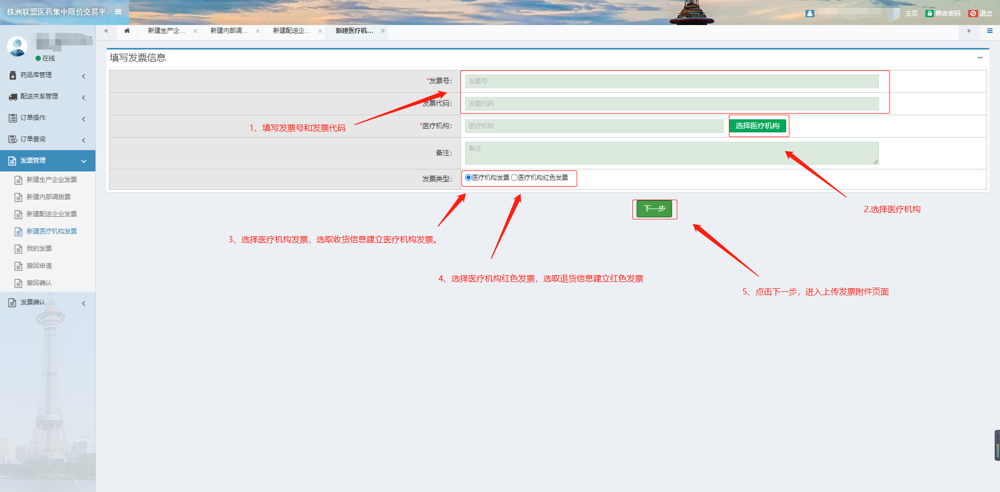 株洲联盟医药集中限价交易平
主页
修改密码
退出
新建生产企...
新建内部调...
新建配送企...
新建医疗机...
在线
药品库管理
配送关系管理
订单操作
订单查询
发票管理
新建生产企业发票
新建内部调拨票
新建配送企业发票
新建医疗机构发票
我的发票
撤回申请
撤回确认
发票确认
填写发票信息
*发票号：
发票号
发票代码：
发票代码
*医疗机构：
医疗机构
选择医疗机构
备注：
备注
发票类型：
医疗机构发票
医疗机构红色发票
下一步
1、填写发票号和发票代码
2.选择医疗机构
3、选择医疗机构发票，选取收货信息建立医疗机构发票。
4、选择医疗机构红色发票，选取退货信息建立红色发票
5、点击下一步，进入上传发票附件页面